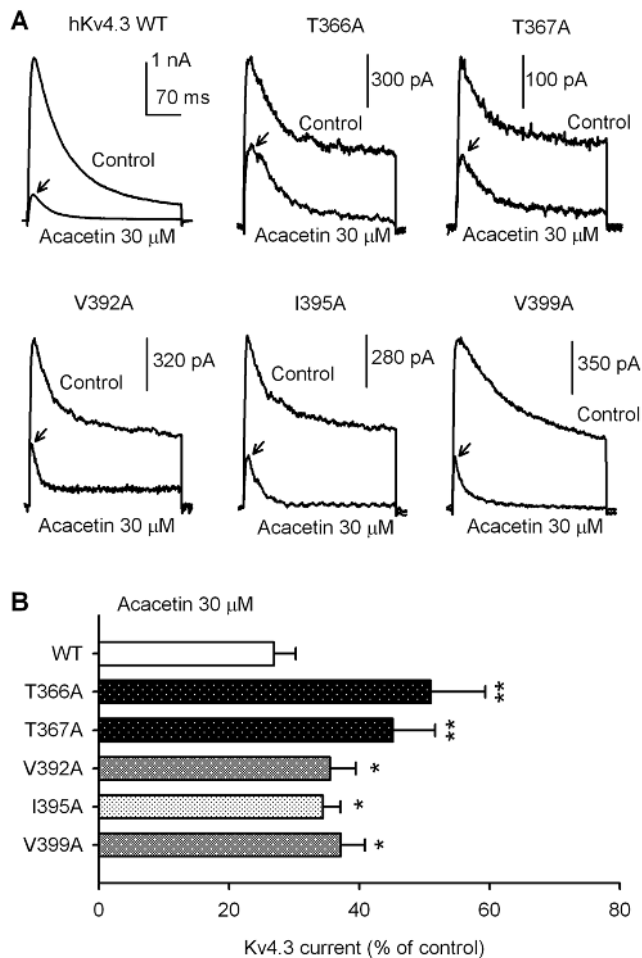 A
hKv4.3 WT
T366A
T367A
1 nA
70 ms
300 pA
100 pA
Control
Control
Control
Acacetin 30 µM
Acacetin 30 µM
Acacetin 30 µM
V392A
I395A
V399A
320 pA
280 pA
350 pA
Control
Control
Control
Acacetin 30 µM
Acacetin 30 µM
Acacetin 30 µM
B
Acacetin 30 µM
WT
T366A
**
T367A
**
V392A
*
I395A
*
V399A
*
0 20 40 60 80
Kv4.3 current (% of control)